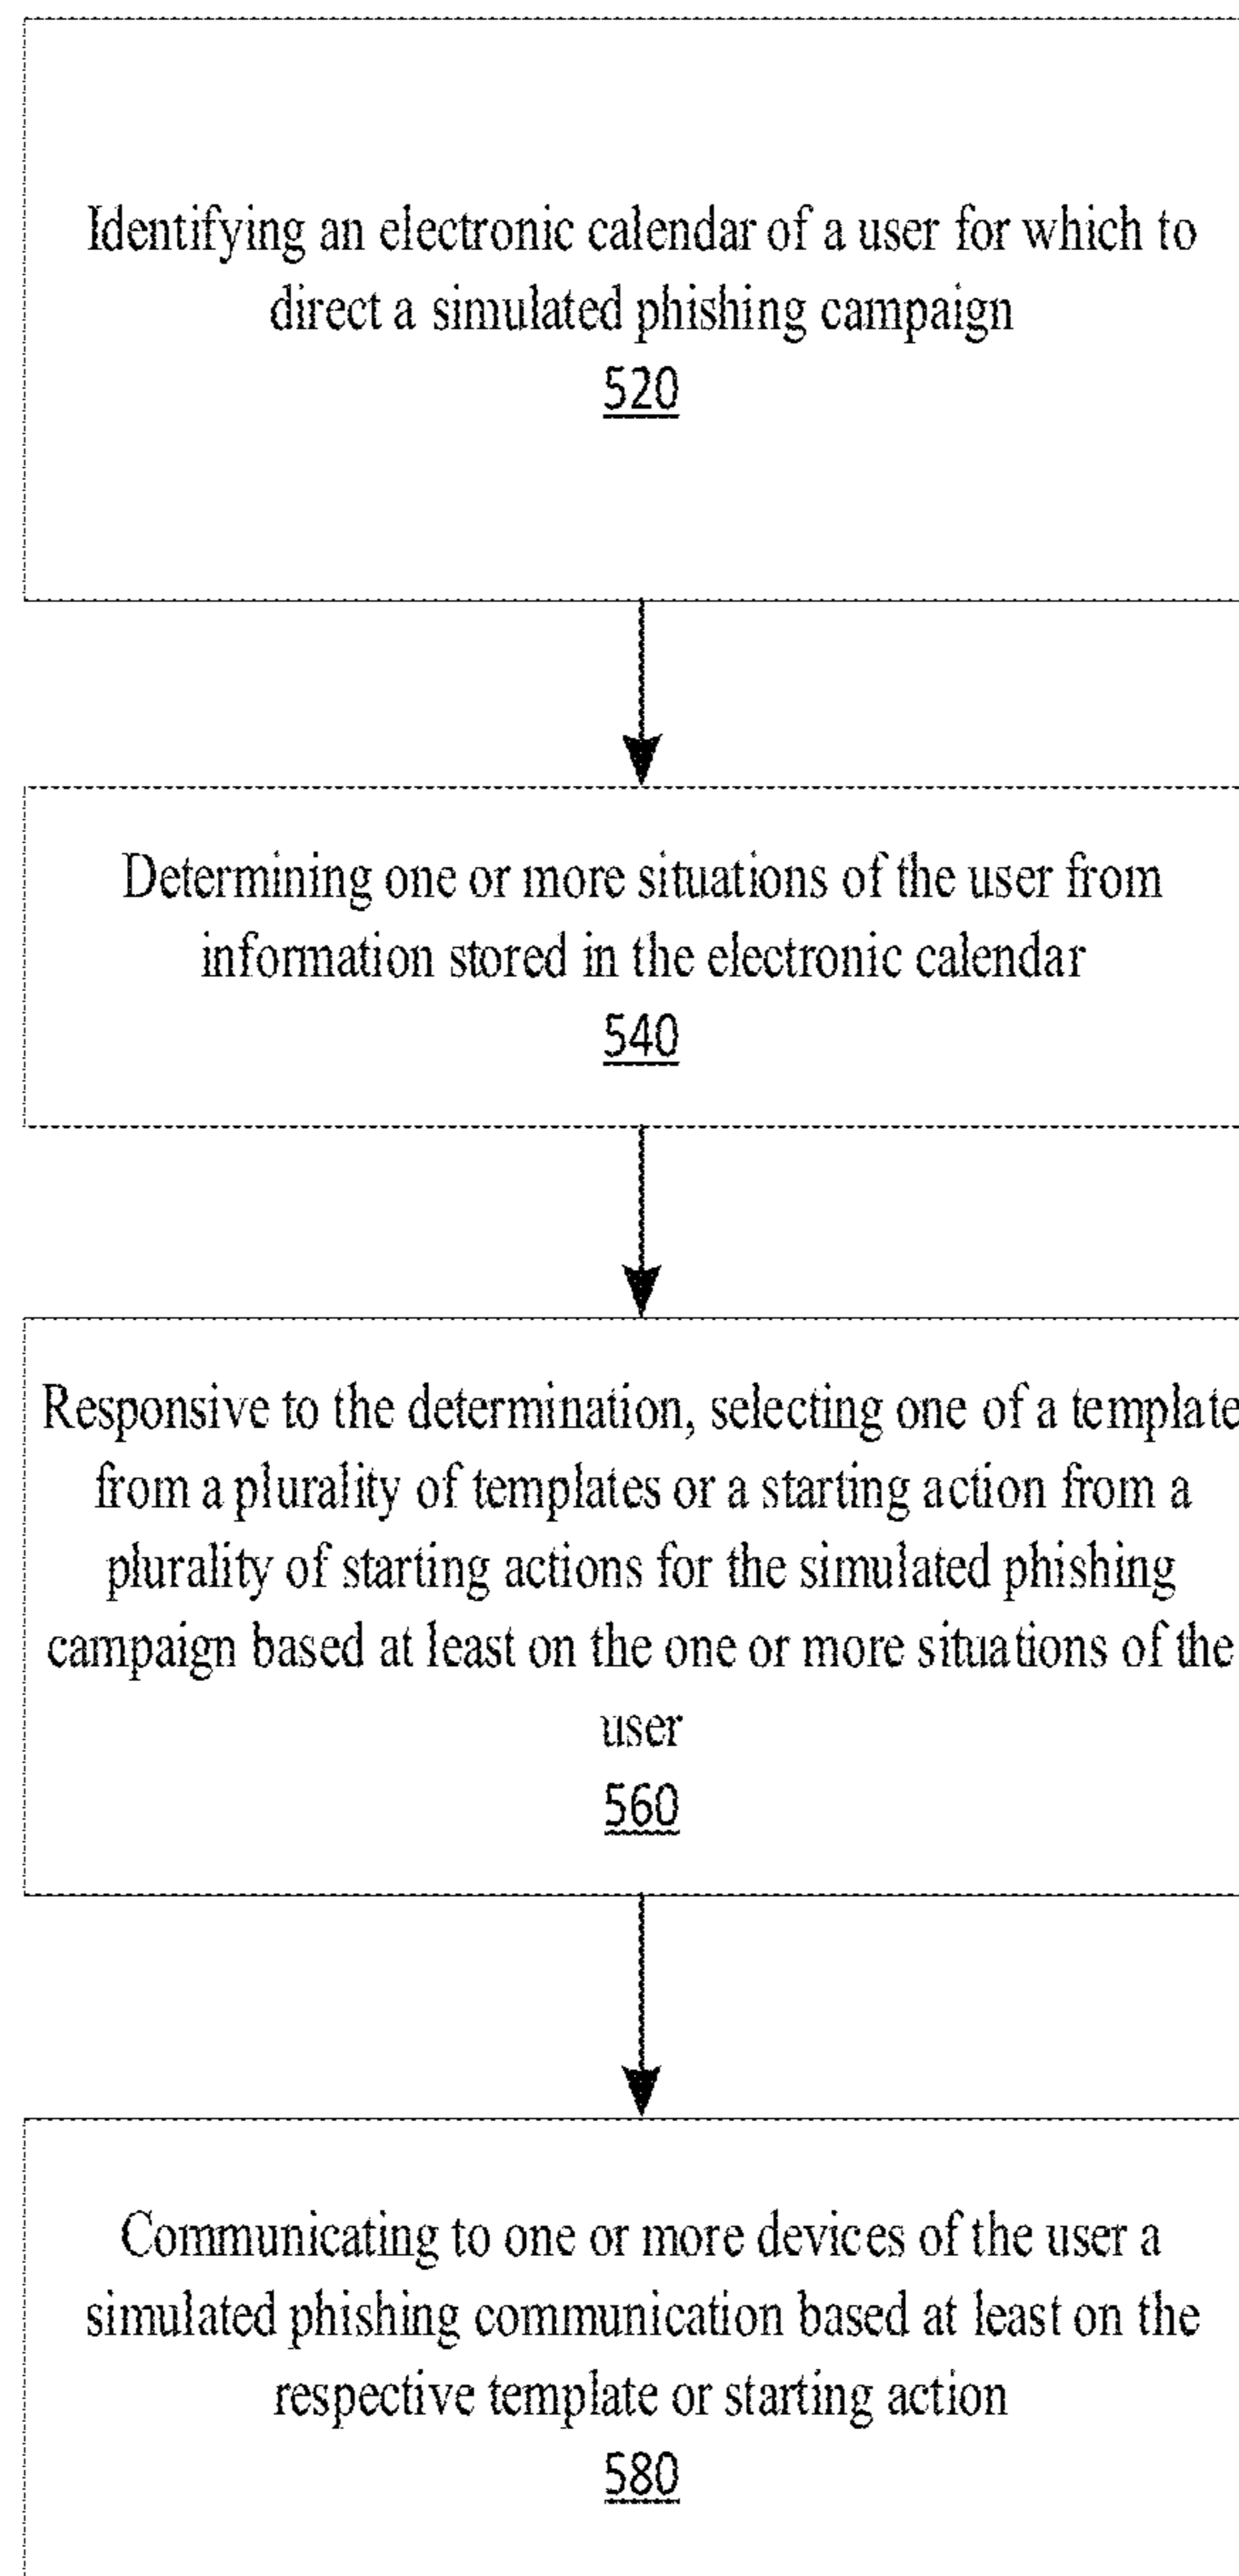 Identifying an electronic calendar of a user for which to
direct a simulated phishing campaign
520
Determining one or more situations of the user from
information stored in the electronic calendar
540
Responsive to the determination, selecting one of a template
from a plurality of templates or a starting action from a
plurality of starting actions for the simulated phishing
campaign based at least on the one or more situations of the
user
560
Communicating to one or more devices of the user a
simulated phishing communication based at least on the
respective template or starting action
580